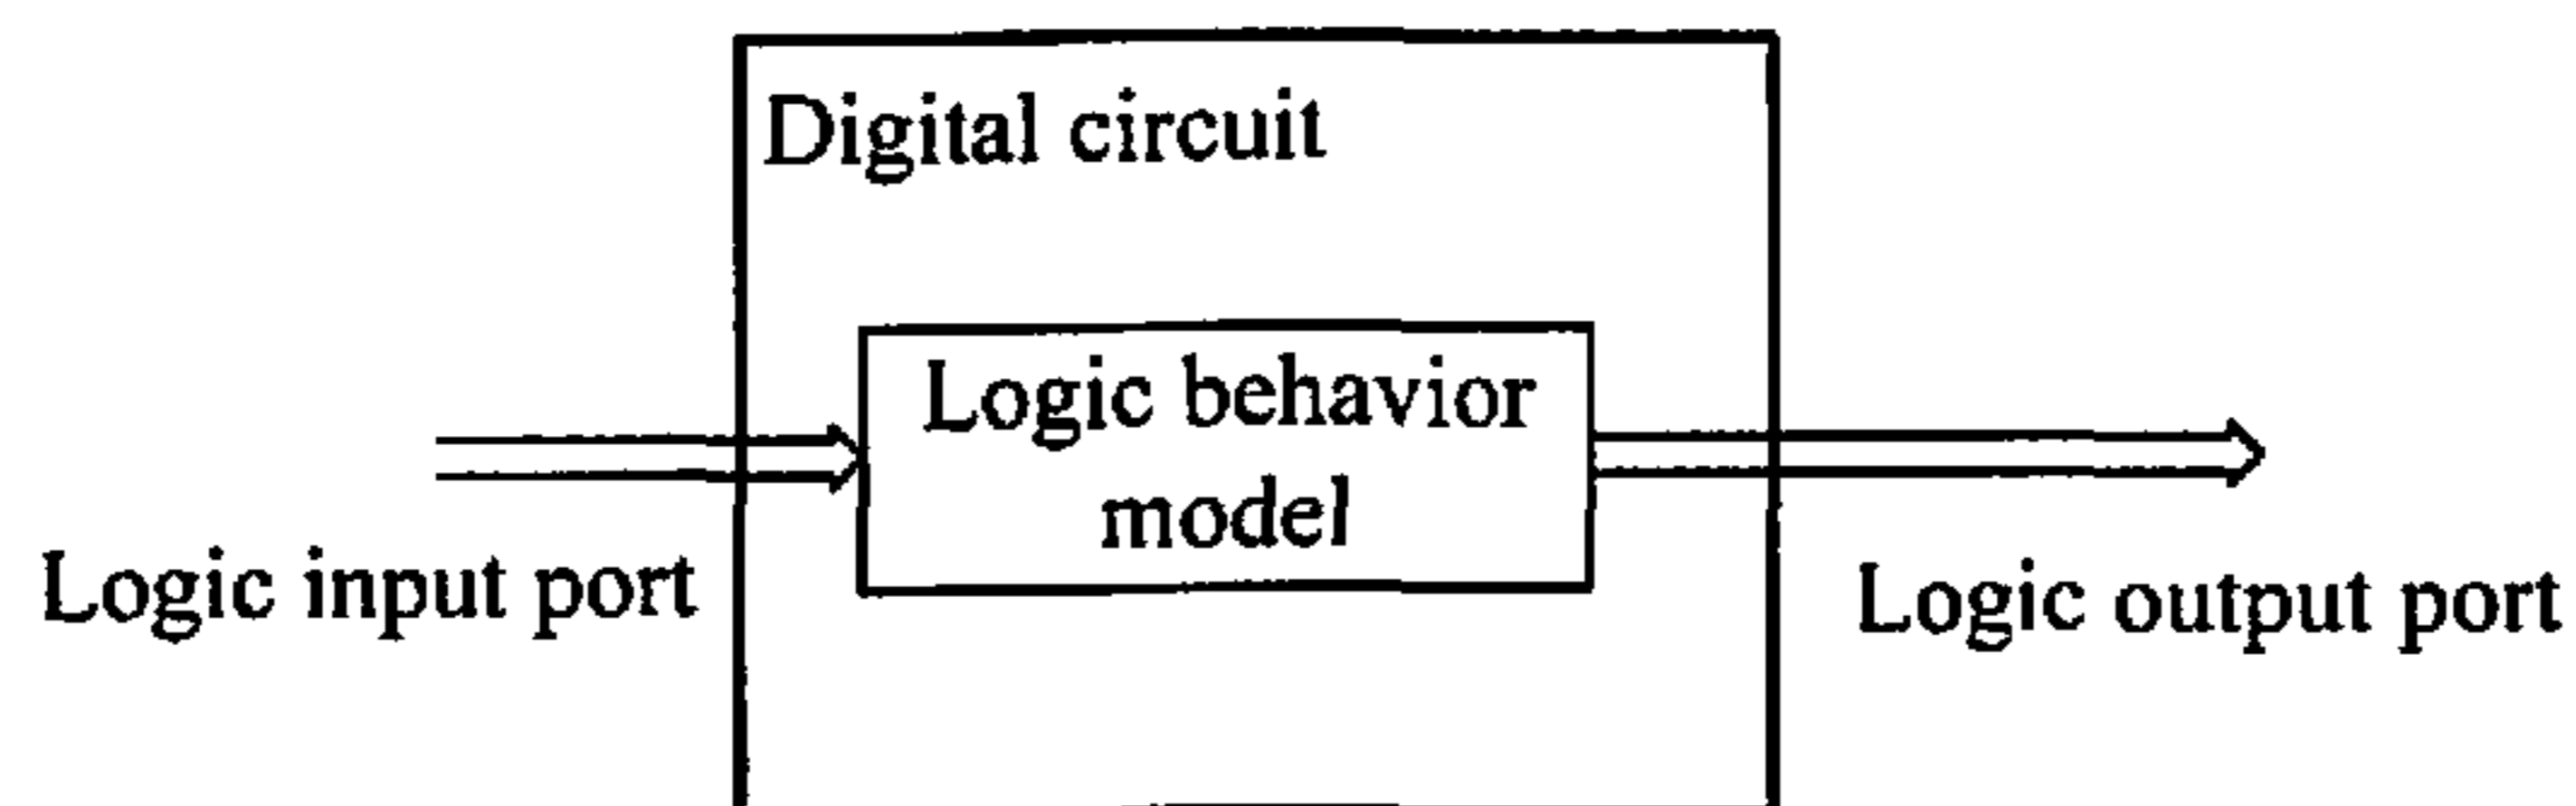 Digital circuit
Logic behavior
model
Logic input port
Logic output port